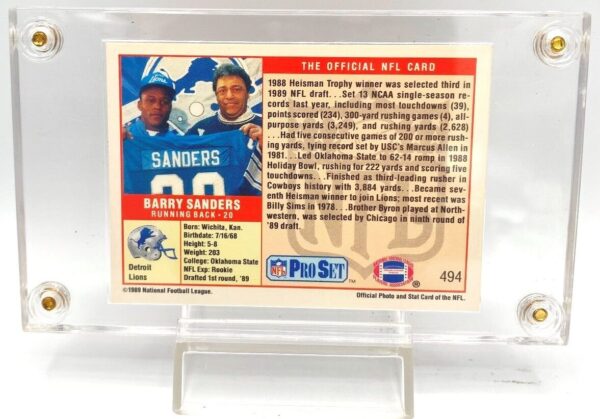 THE OFFICIAL NFL CARD
1988 Heisman Trophy winner was selected third in
1989 NFL draft . . . Set 13 NCAA single-season re-
cords last year, including most touchdowns (39),
points scored (234), 300-yard rushing games (4), all-
purpose yards (3,249), and rushing yards (2,628)
. . . Had five consecutive games of 200 or more rush-
ing yards, tying record set by USC's Marcus Allen in
1981. . . Led Oklahoma State to 62-14 romp in 1988
Holiday Bowl, rushing for 222 yards and scoring five
touchdowns. . . Finished as third-leading rusher in
Cowboys history with 3,884 yards. . . Became sev-
enth Heisman winner to join Lions; most recent was
Billy Sims in 1978 . . . Brother Byron played at North-
western, was selected by Chicago in ninth round of
'89 draft.
Lions
SANDERS
BARRY SANDERS
RUNNING BACK · 20
Detroit
Lions
Born: Wichita, Kan.
Birthdate: 7/16/68
Height: 5-8
Weight: 203
College: Oklahoma State
NFL Exp: Rookie
Drafted 1st round, '89
©1989 National Football League.
NFL
NFL PRO SET™
®
494
Official Photo and Stat Card of the NFL.